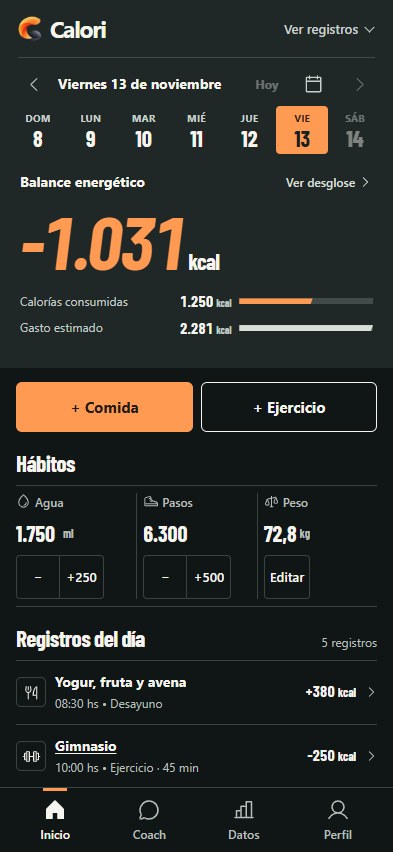 Calori
Ver registros
Viernes 13 de noviembre
Hoy
DOM LUN MAR MIÉ JUE VIE SÁB
8 9 10 11 12 13 14
Balance energético
Ver desglose
-1.031 kcal
Calorías consumidas 1.250 kcal
Gasto estimado 2.281 kcal
+ Comida
+ Ejercicio
Hábitos
Agua Pasos Peso
1.750 ml 6.300 72,8 kg
− +250 − +500 Editar
Registros del día
5 registros
Yogur, fruta y avena
+380 kcal
08:30 hs • Desayuno
Gimnasio
-250 kcal
10:00 hs • Ejercicio · 45 min
Inicio Coach Datos Perfil